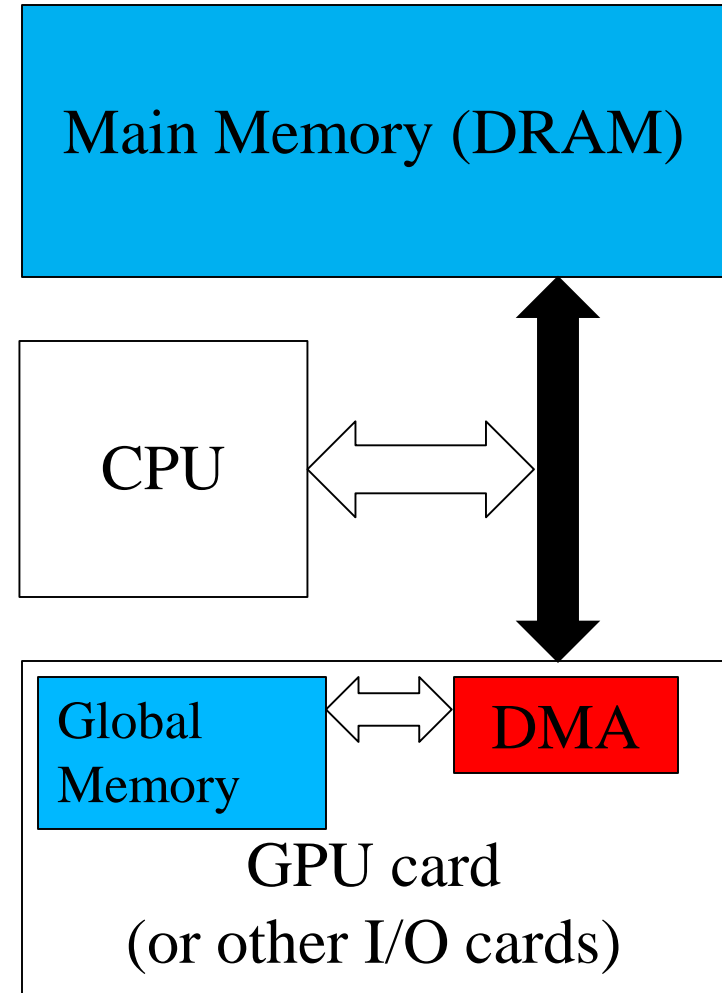 Main Memory (DRAM)
CPU
Global
Memory
DMA
GPU card
(or other I/O cards)